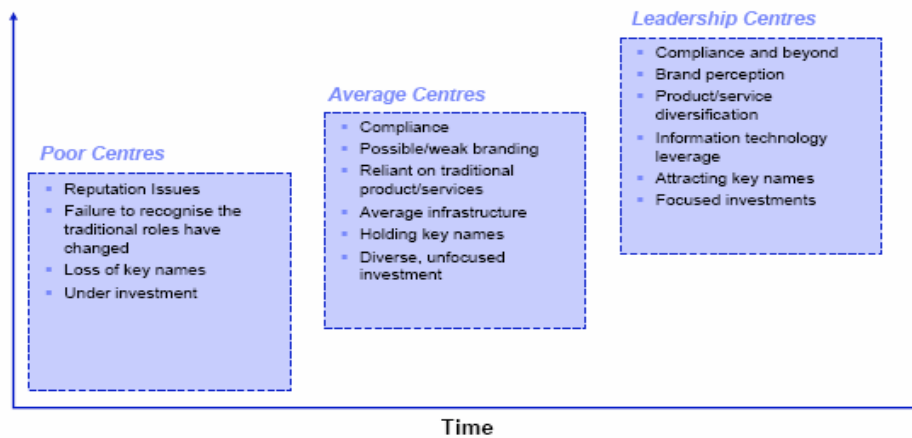 Leadership Centres
Compliance and beyond
Brand perception
Product/service
diversification
Information technology
leverage
Attracting key names
Focused investments
Average Centres
Compliance
Possible/weak branding
Reliant on traditional
product/services
Average infrastructure
Holding key names
Diverse, unfocused
investment
Poor Centres
Reputation Issues
Failure to recognise the
traditional roles have
changed
Loss of key names
Under investment
Time